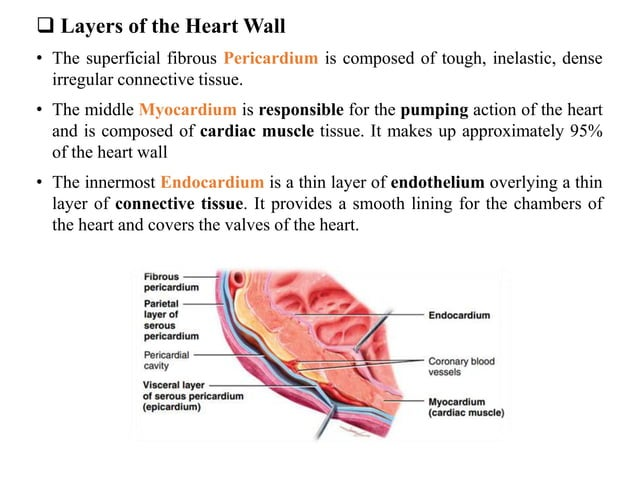 ❑ Layers of the Heart Wall
• The superficial fibrous Pericardium is composed of tough, inelastic, dense
irregular connective tissue.
• The middle Myocardium is responsible for the pumping action of the heart
and is composed of cardiac muscle tissue. It makes up approximately 95%
of the heart wall
• The innermost Endocardium is a thin layer of endothelium overlying a thin
layer of connective tissue. It provides a smooth lining for the chambers of
the heart and covers the valves of the heart.
Fibrous
pericardium
Parietal
layer of
serous
pericardium
Pericardial
cavity
Visceral layer
of serous pericardium
(epicardium)
Endocardium
Coronary blood
vessels
Myocardium
(cardiac muscle)